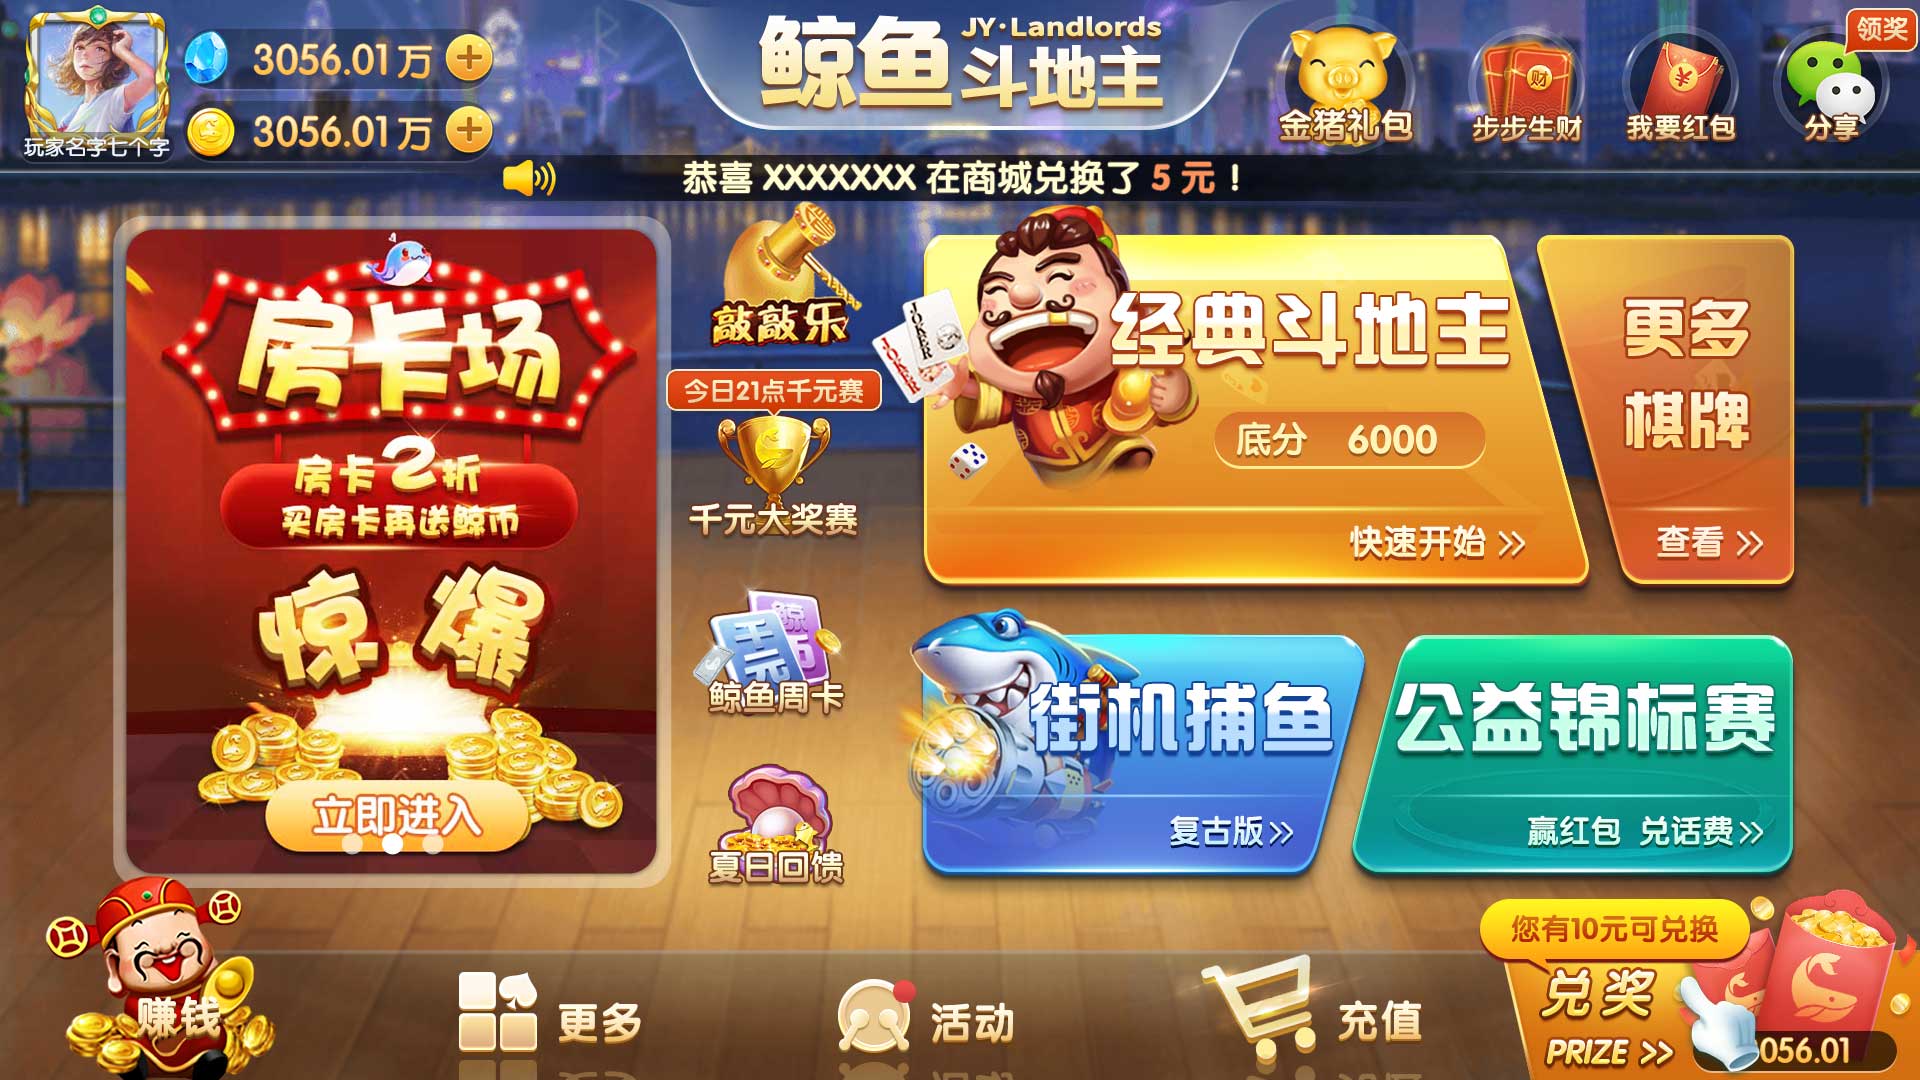 玩家名字七个字
3056.01万
3056.01万
鲸鱼
JY·Landlords
斗地主
金猪礼包
步步生财
财
我要红包
¥
分享
领奖
恭喜 XXXXXXX 在商城兑换了 5 元！
房卡场
房卡2折
买房卡再送鲸币
惊爆
立即进入
敲敲乐
今日21点千元赛
千元大奖赛
鲸鱼周卡
夏日回馈
JOKER
JOKER
经典斗地主
底分 6000
快速开始 >>
更多
棋牌
查看 >>
街机捕鱼
复古版 >>
公益锦标赛
赢红包 兑话费 >>
赚钱
更多
活动
充值
您有10元可兑换
兑奖
PRIZE >>
056.01